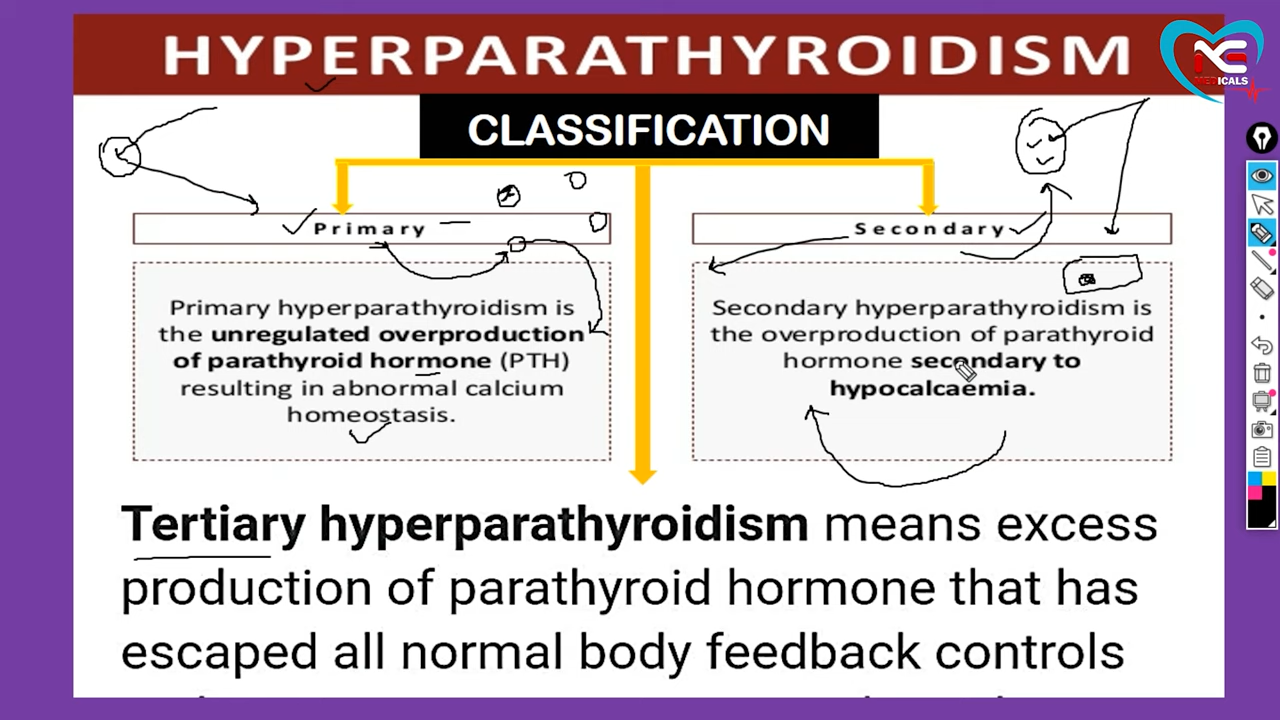 HYPERPARATHYROIDISM
MEDICALS
CLASSIFICATION
Primary
Secondary
Primary hyperparathyroidism is
the unregulated overproduction
of parathyroid hormone (PTH)
resulting in abnormal calcium
homeostasis.
Secondary hyperparathyroidism is
the overproduction of parathyroid
hormone secondary to
hypocalcaemia.
Tertiary hyperparathyroidism means excess
production of parathyroid hormone that has
escaped all normal body feedback controls